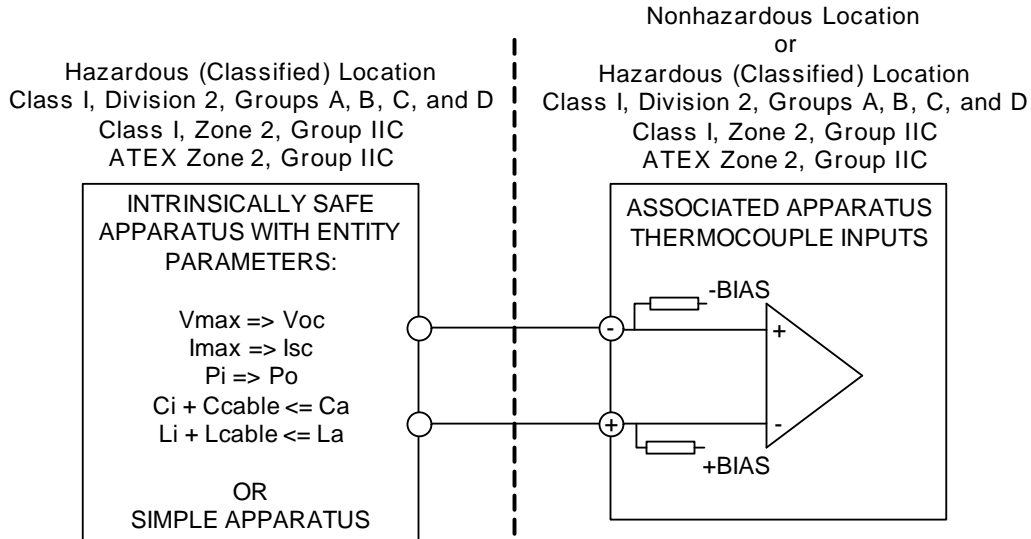 Hazardous (Classified) Location
Class I, Division 2, Groups A, B, C, and D
Class I, Zone 2, Group IIC
ATEX Zone 2, Group IIC
INTRINSICALLY SAFE
APPARATUS WITH ENTITY
PARAMETERS:
Vmax => Voc
Imax => Isc
Pi => Po
Ci + Ccable <= Ca
Li + Lcable <= La
OR
SIMPLE APPARATUS
Nonhazardous Location
or
Hazardous (Classified) Location
Class I, Division 2, Groups A, B, C, and D
Class I, Zone 2, Group IIC
ATEX Zone 2, Group IIC
ASSOCIATED APPARATUS
THERMOCOUPLE INPUTS
-BIAS
- +
+ -
+BIAS